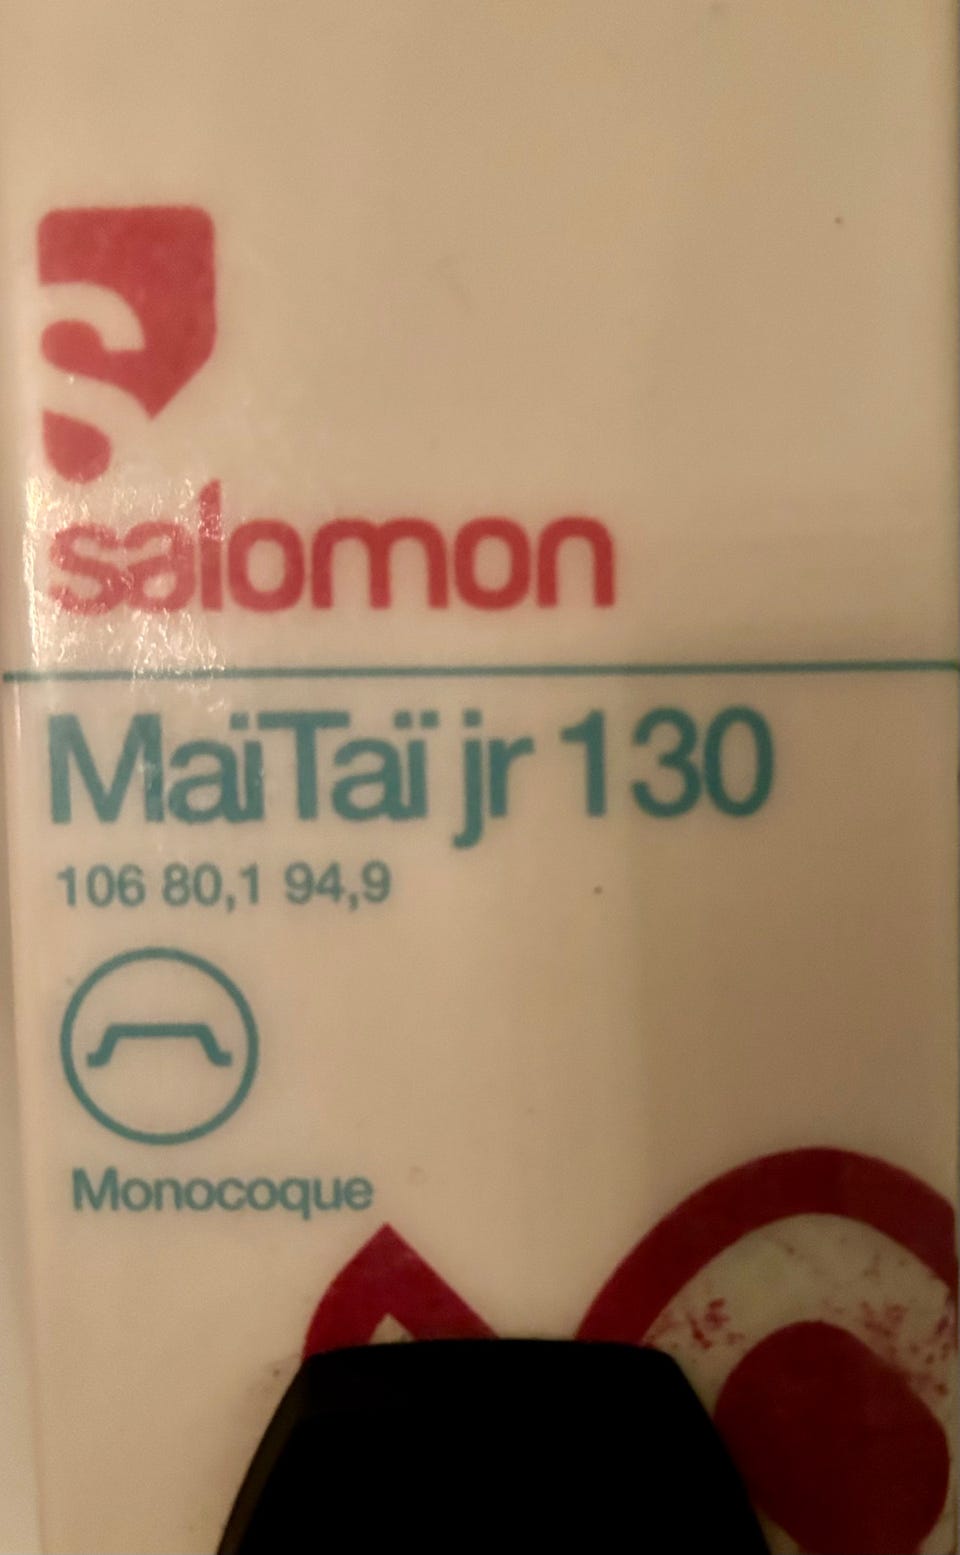 salomon
MaïTaï jr 130
106 80,1 94,9
Monocoque